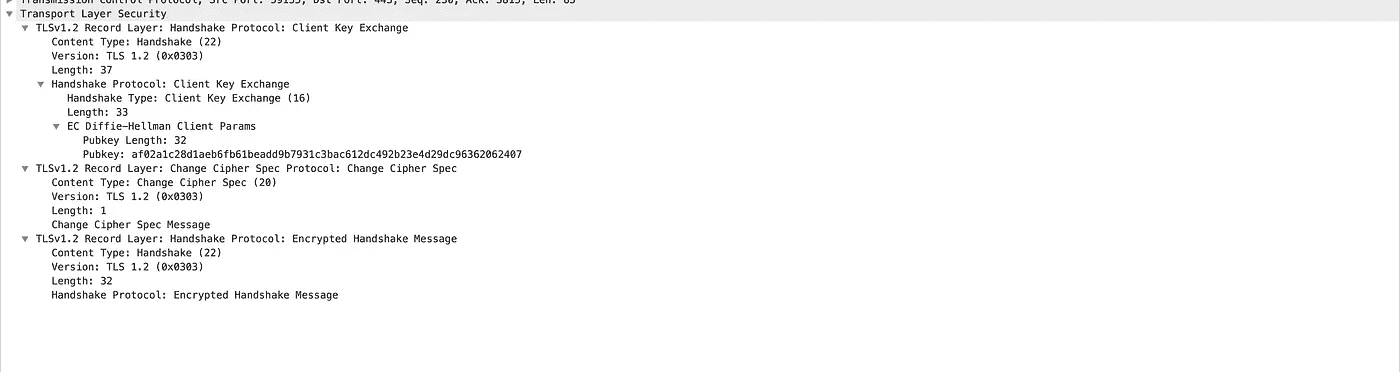 Transmission Control Protocol, Src Port: 59155, Dst Port: 443, Seq: 250, Ack: 3815, Len: 85
Transport Layer Security
TLSv1.2 Record Layer: Handshake Protocol: Client Key Exchange
Content Type: Handshake (22)
Version: TLS 1.2 (0x0303)
Length: 37
Handshake Protocol: Client Key Exchange
Handshake Type: Client Key Exchange (16)
Length: 33
EC Diffie-Hellman Client Params
Pubkey Length: 32
Pubkey: af02a1c28d1aeb6fb61beadd9b7931c3bac612dc492b23e4d29dc96362062407
TLSv1.2 Record Layer: Change Cipher Spec Protocol: Change Cipher Spec
Content Type: Change Cipher Spec (20)
Version: TLS 1.2 (0x0303)
Length: 1
Change Cipher Spec Message
TLSv1.2 Record Layer: Handshake Protocol: Encrypted Handshake Message
Content Type: Handshake (22)
Version: TLS 1.2 (0x0303)
Length: 32
Handshake Protocol: Encrypted Handshake Message